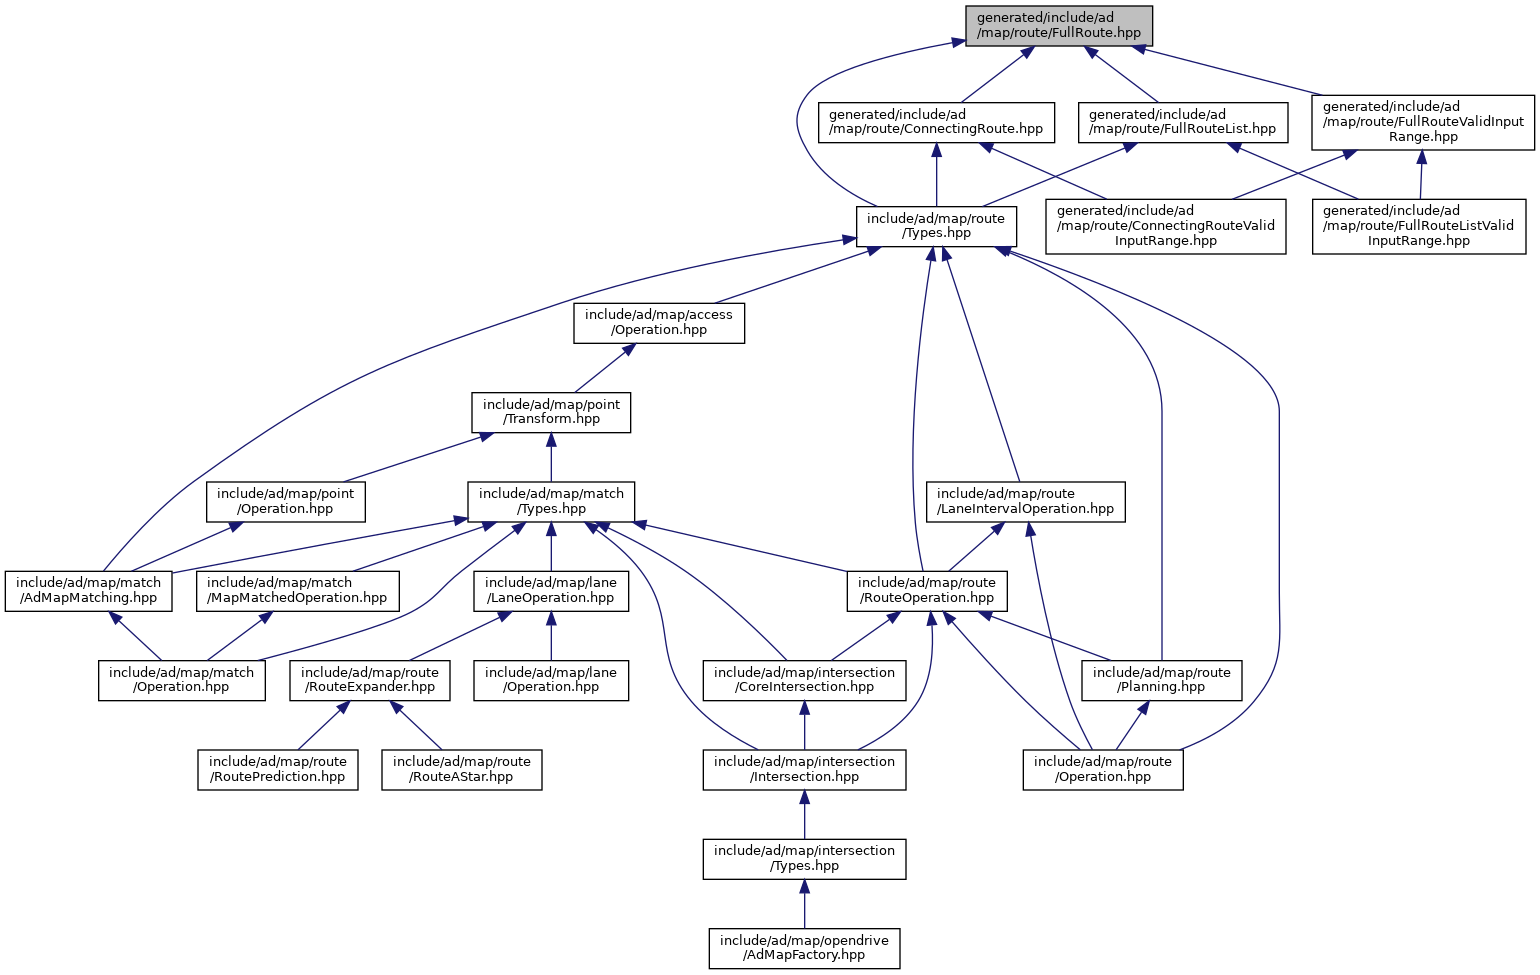 generated/include/ad
/map/route/FullRoute.hpp
generated/include/ad
/map/route/ConnectingRoute.hpp
generated/include/ad
/map/route/FullRouteList.hpp
generated/include/ad
/map/route/FullRouteValidInput
Range.hpp
include/ad/map/route
/Types.hpp
generated/include/ad
/map/route/ConnectingRouteValid
InputRange.hpp
generated/include/ad
/map/route/FullRouteListValid
InputRange.hpp
include/ad/map/access
/Operation.hpp
include/ad/map/point
/Transform.hpp
include/ad/map/point
/Operation.hpp
include/ad/map/match
/Types.hpp
include/ad/map/route
/LaneIntervalOperation.hpp
include/ad/map/match
/AdMapMatching.hpp
include/ad/map/match
/MapMatchedOperation.hpp
include/ad/map/lane
/LaneOperation.hpp
include/ad/map/route
/RouteOperation.hpp
include/ad/map/match
/Operation.hpp
include/ad/map/route
/RouteExpander.hpp
include/ad/map/lane
/Operation.hpp
include/ad/map/intersection
/CoreIntersection.hpp
include/ad/map/route
/Planning.hpp
include/ad/map/route
/RoutePrediction.hpp
include/ad/map/route
/RouteAStar.hpp
include/ad/map/intersection
/Intersection.hpp
include/ad/map/route
/Operation.hpp
include/ad/map/intersection
/Types.hpp
include/ad/map/opendrive
/AdMapFactory.hpp